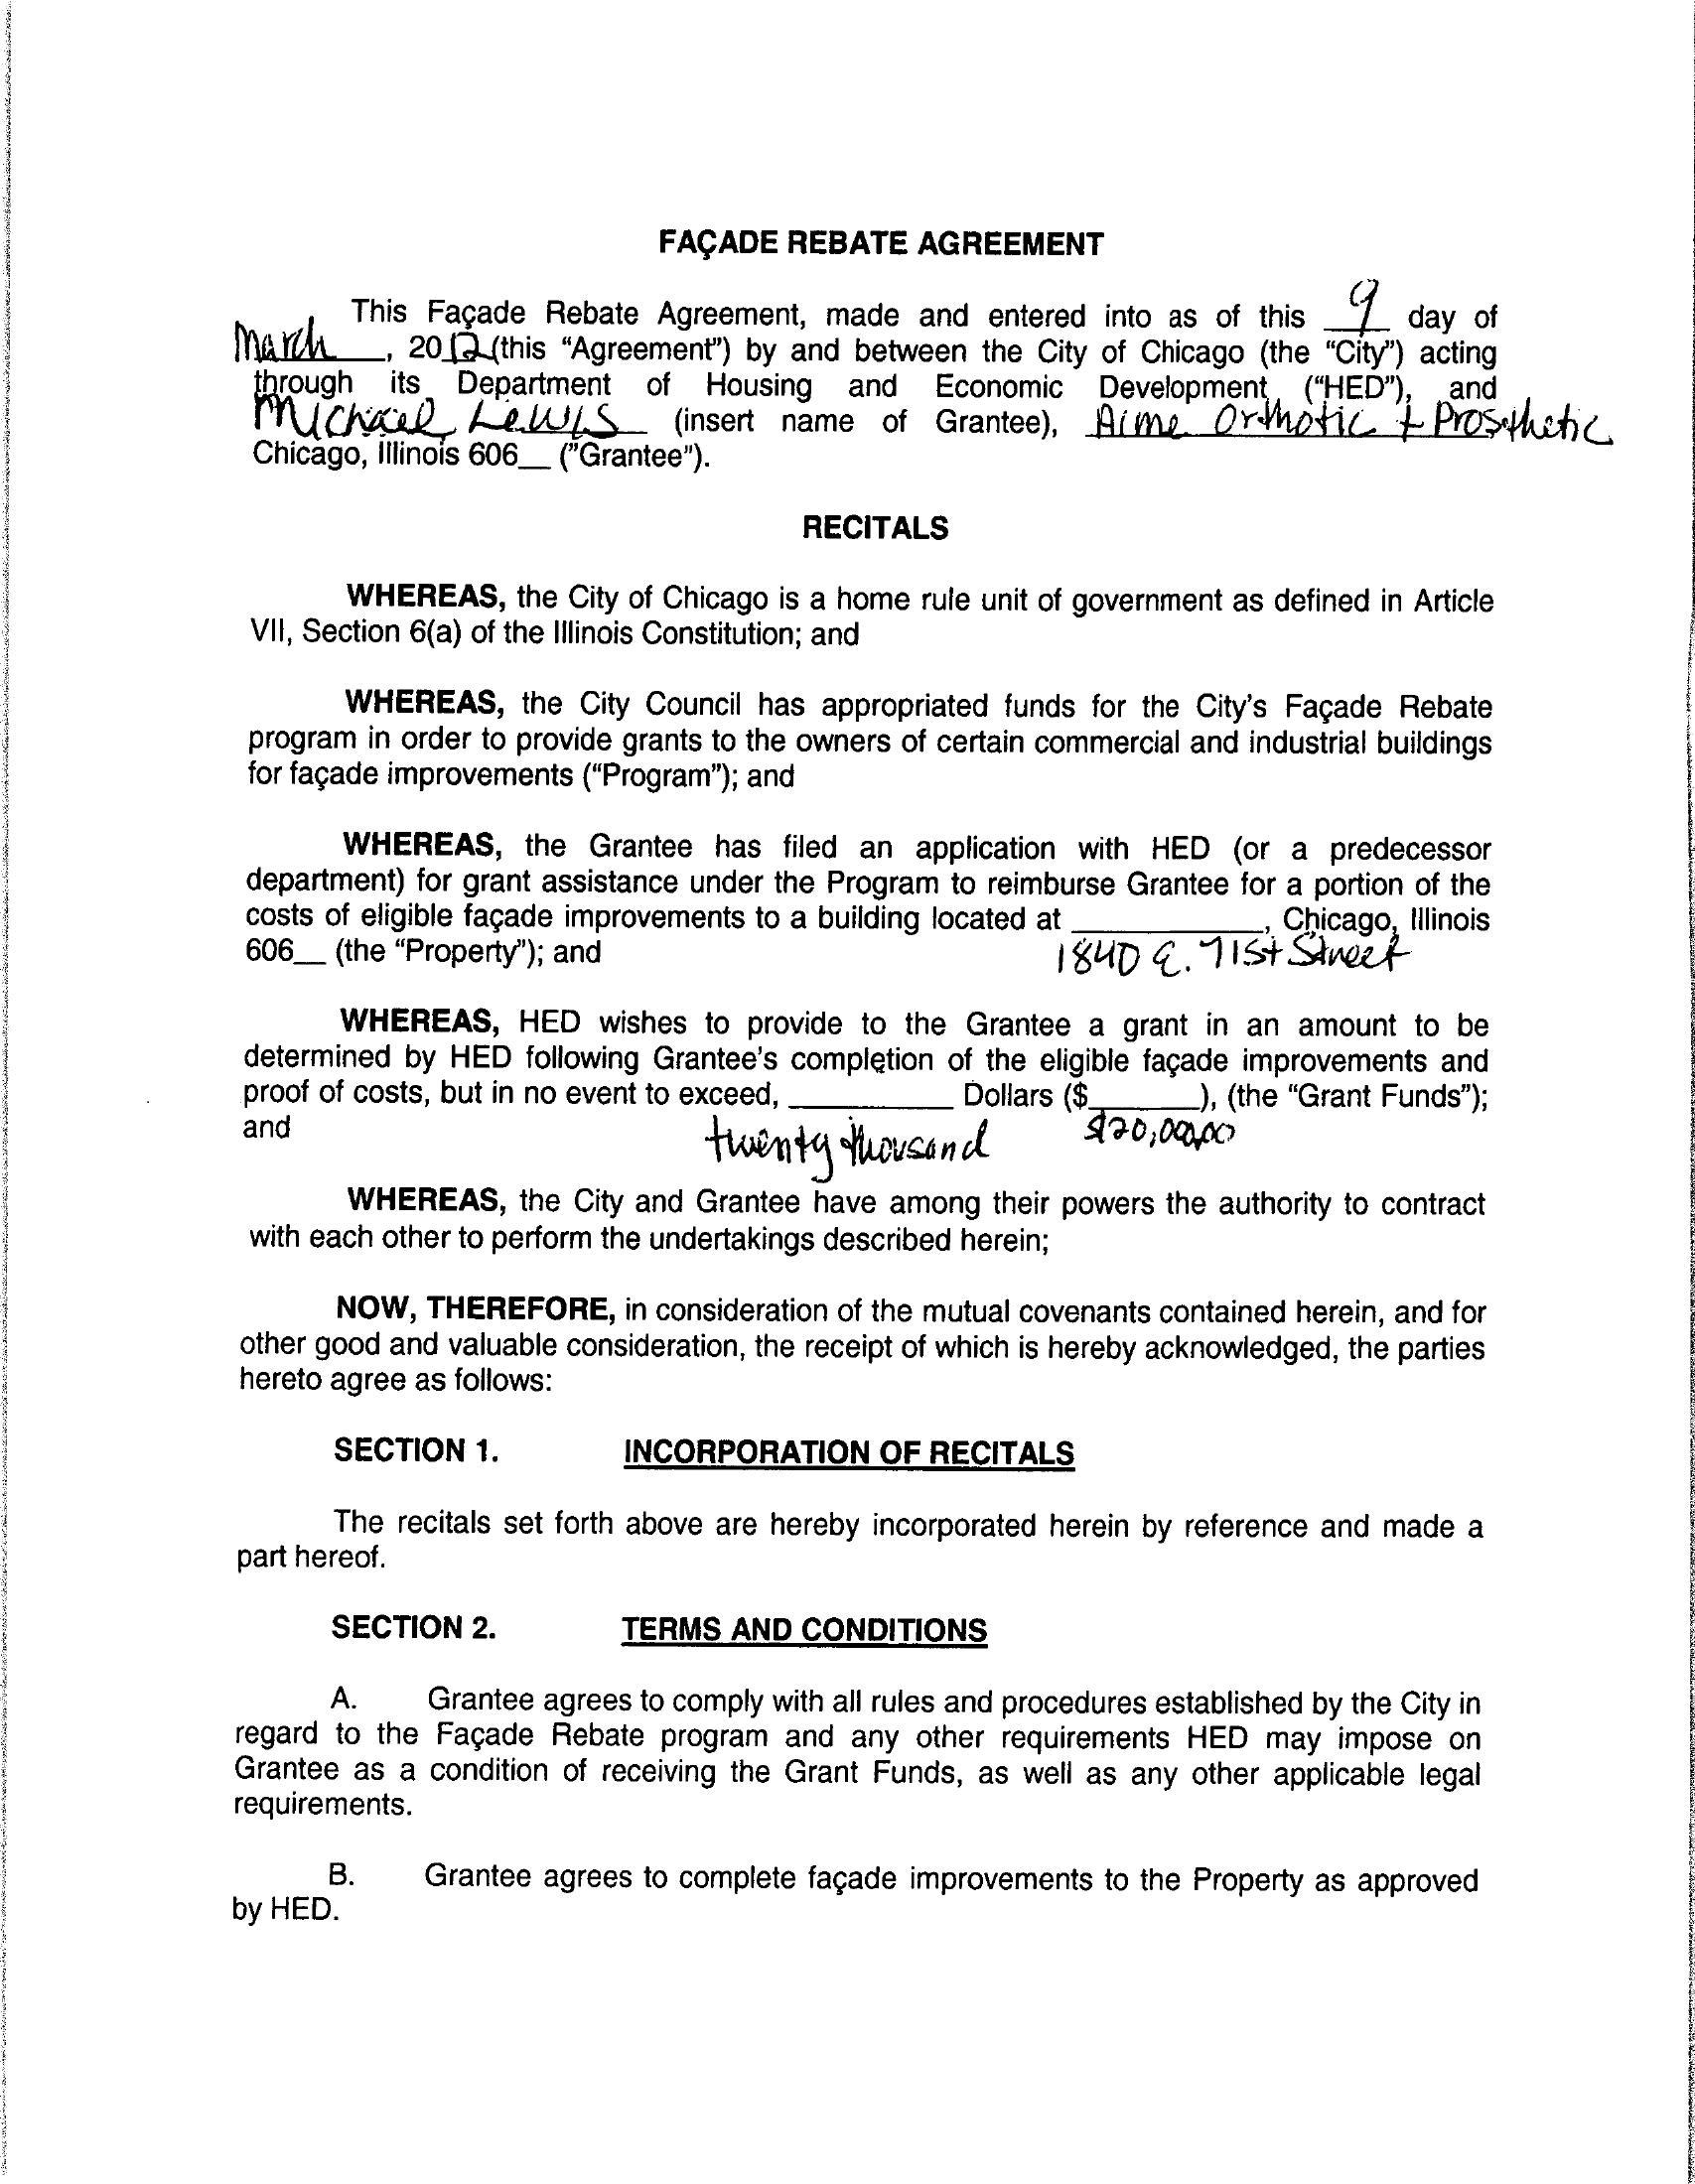 FAÇADE REBATE AGREEMENT
This Façade Rebate Agreement, made and entered into as of this 9 day of
March, 2012 (this “Agreement”) by and between the City of Chicago (the “City”) acting
through its Department of Housing and Economic Development (“HED”), and
Michael Lewis (insert name of Grantee), Acme Orthotic + Prosthetic
Chicago, Illinois 606__ (”Grantee”).
RECITALS
WHEREAS, the City of Chicago is a home rule unit of government as defined in Article
VII, Section 6(a) of the Illinois Constitution; and
WHEREAS, the City Council has appropriated funds for the City’s Façade Rebate
program in order to provide grants to the owners of certain commercial and industrial buildings
for façade improvements (“Program”); and
WHEREAS, the Grantee has filed an application with HED (or a predecessor
department) for grant assistance under the Program to reimburse Grantee for a portion of the
costs of eligible façade improvements to a building located at ____________, Chicago, Illinois
606__ (the “Property”); and 1840 E. 71st Street
WHEREAS, HED wishes to provide to the Grantee a grant in an amount to be
determined by HED following Grantee’s completion of the eligible façade improvements and
proof of costs, but in no event to exceed, __________ Dollars ($_______), (the “Grant Funds”);
and twenty thousand $20,000.00
WHEREAS, the City and Grantee have among their powers the authority to contract
with each other to perform the undertakings described herein;
NOW, THEREFORE, in consideration of the mutual covenants contained herein, and for
other good and valuable consideration, the receipt of which is hereby acknowledged, the parties
hereto agree as follows:
SECTION 1. INCORPORATION OF RECITALS
The recitals set forth above are hereby incorporated herein by reference and made a
part hereof.
SECTION 2. TERMS AND CONDITIONS
A. Grantee agrees to comply with all rules and procedures established by the City in
regard to the Façade Rebate program and any other requirements HED may impose on
Grantee as a condition of receiving the Grant Funds, as well as any other applicable legal
requirements.
B. Grantee agrees to complete façade improvements to the Property as approved
by HED.